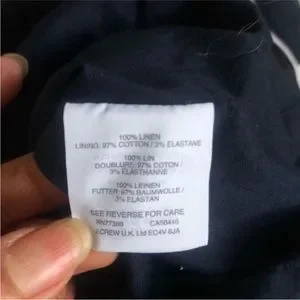 100% LINEN
LINING: 97% COTTON / 3% ELASTANE
100% LIN
DOUBLURE: 97% COTON /
3% ELASTHANNE
100% LEINEN
FUTTER: 97% BAUMWOLLE /
3% ELASTAN
SEE REVERSE FOR CARE
RN77388 CA50446
J.CREW U.K. Ltd EC4V 6JA